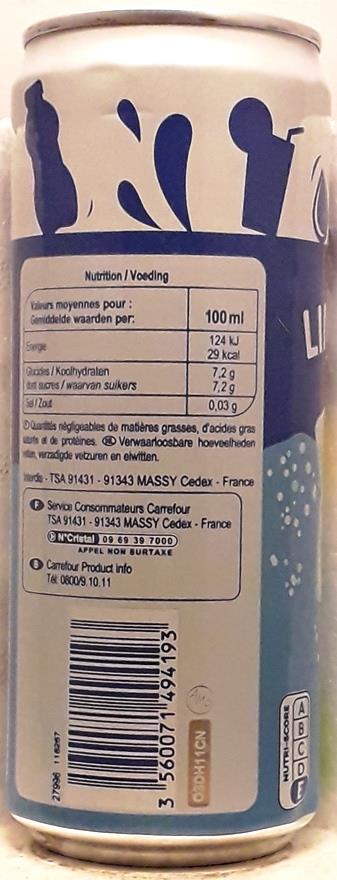 Nutrition / Voeding
Valeurs moyennes pour :
Gemiddelde waarden per:
100 ml
Energie
124 kJ
29 kcal
Glucides / Koolhydraten
7,2 g
dont sucres / waarvan suikers
7,2 g
Sel / Zout
0,03 g
Quantités négligeables de matières grasses, d'acides gras
et de protéines. NL Verwaarloosbare hoeveelheden
verzadigde vetzuren en eiwitten.
Interdis - TSA 91431 - 91343 MASSY Cedex - France
F Service Consommateurs Carrefour
TSA 91431 - 91343 MASSY Cedex - France
N°Cristal 09 69 39 7000
APPEL NON SURTAXE
B Carrefour Product info
Tél: 0800/9.10.11
3 560071 494193
27996 116267
03DH11CN
NUTRI-SCORE
A
B
C
D
E